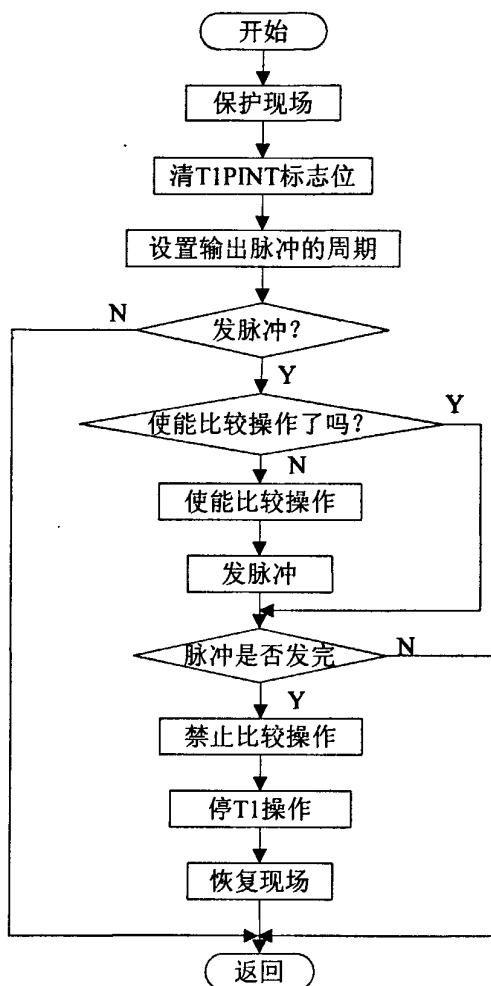 开始
保护现场
清T1PINT标志位
设置输出脉冲的周期
N
发脉冲?
Y
Y
使能比较操作了吗?
N
使能比较操作
发脉冲
脉冲是否发完
N
Y
禁止比较操作
停T1操作
恢复现场
返回